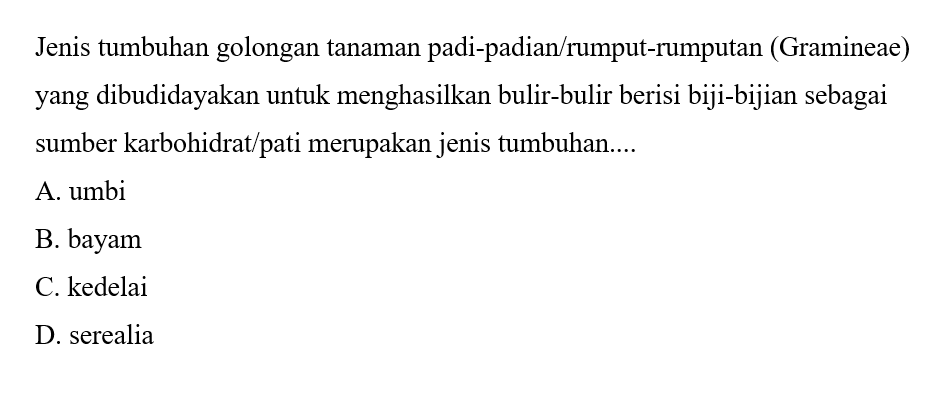 Jenis tumbuhan golongan tanaman padi-padian/rumput-rumputan (Gramineae)
yang dibudidayakan untuk menghasilkan bulir-bulir berisi biji-bijian sebagai
sumber karbohidrat/pati merupakan jenis tumbuhan....
A. umbi
B. bayam
C. kedelai
D. serealia